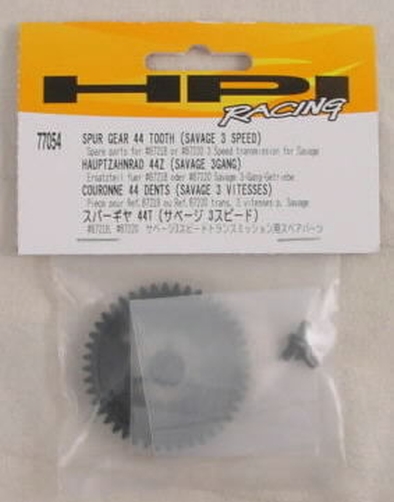 HPI
RACING
77054
SPUR GEAR 44 TOOTH (SAVAGE 3 SPEED)
Spare parts for #87218 or #87220 3 Speed transmission for Savage
HAUPTZAHNRAD 44Z (SAVAGE 3GANG)
Ersatzteil fuer #87218 oder #87220 Savage 3-Gang-Getriebe
COURONNE 44 DENTS (SAVAGE 3 VITESSES)
Piece pour Ref.87218 ou Ref.87220 trans. 3 vitesses p. Savage
スパーギヤ 44T (サベージ 3スピード)
#87218, #87220 サベージ3スピードトランスミッション用スペアパーツ